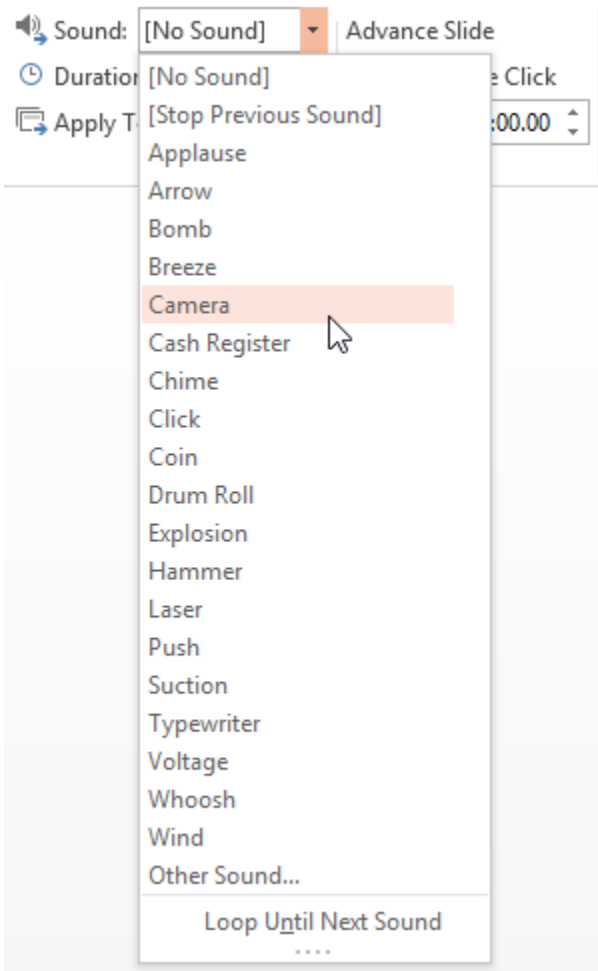 Sound: [No Sound] Advance Slide
Duration [No Sound] Click
Apply T [Stop Previous Sound] :00.00
Applause
Arrow
Bomb
Breeze
Camera
Cash Register
Chime
Click
Coin
Drum Roll
Explosion
Hammer
Laser
Push
Suction
Typewriter
Voltage
Whoosh
Wind
Other Sound...
Loop Until Next Sound